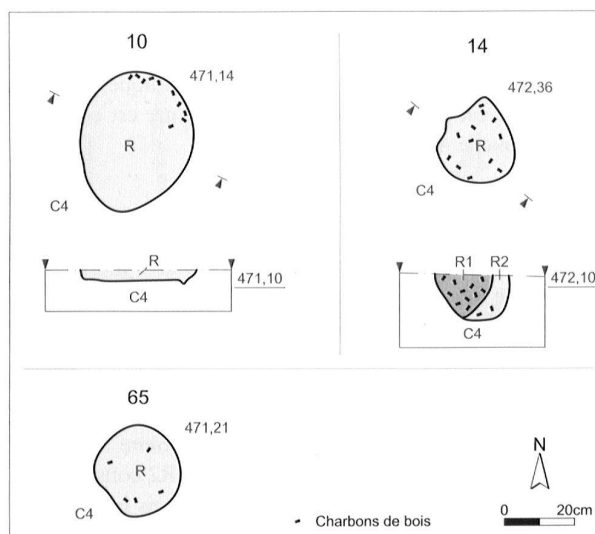 10
471,14
R
C4
R
471,10
C4
14
472,36
R
C4
R1 R2
472,10
C4
65
471,21
R
C4
Charbons de bois
N
0 20cm